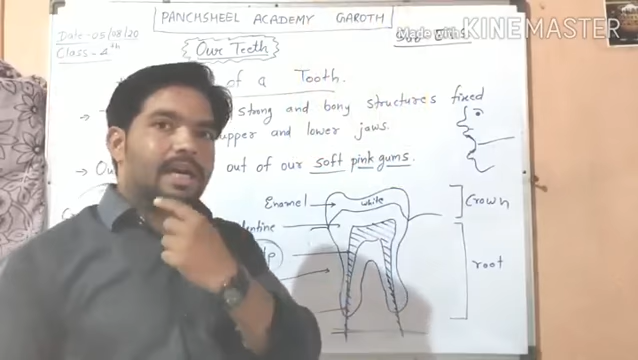 PANCHSHEEL ACADEMY GAROTH
Date - 05/08/20
Class - 4th
Made with KINEMASTER
Our Teeth
of a Tooth.
strong and bony structures fixed
upper and lower jaws.
out of our soft pink gums.
Enamel
white
Crown
root